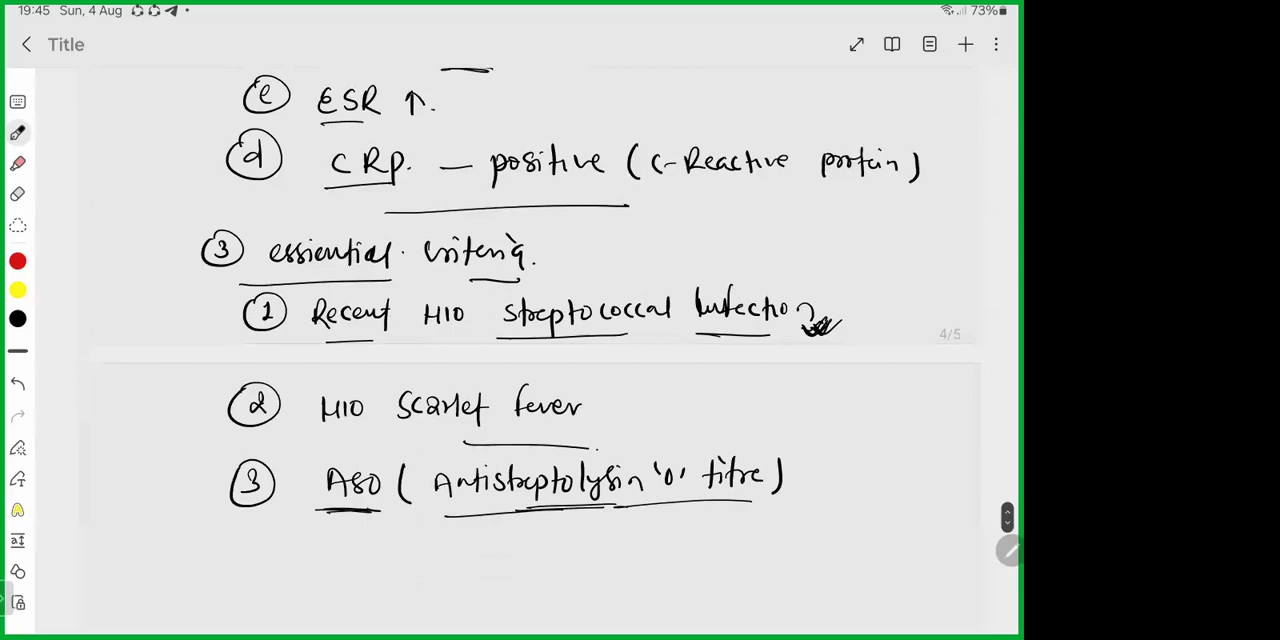 19:45 Sun, 4 Aug
73%
Title
e ESR ↑.
d CRP. — positive (C-Reactive protein)
3 essiential criteria.
1 Recent H/O streptococcal Infection
4/5
2 H/O Scarlet fever
3 ASO (Antistreptolysin 'O' titre)